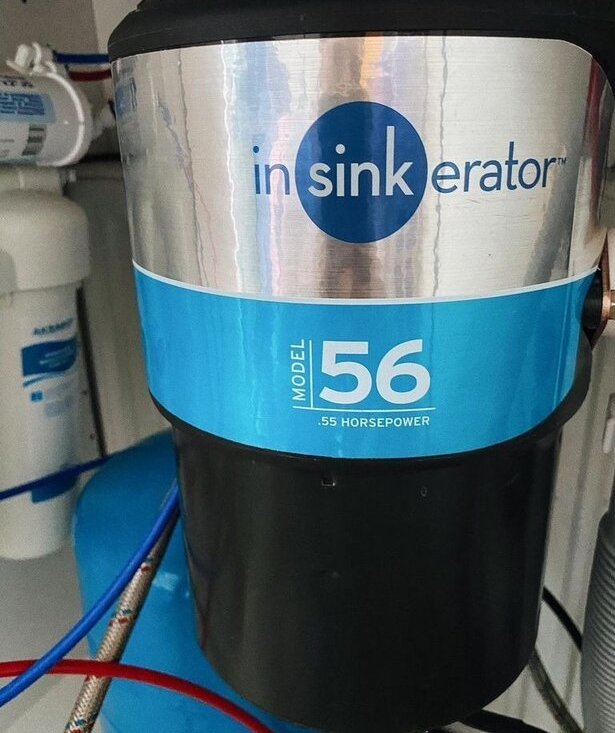 insinkerator™
MODEL
56
.55 HORSEPOWER